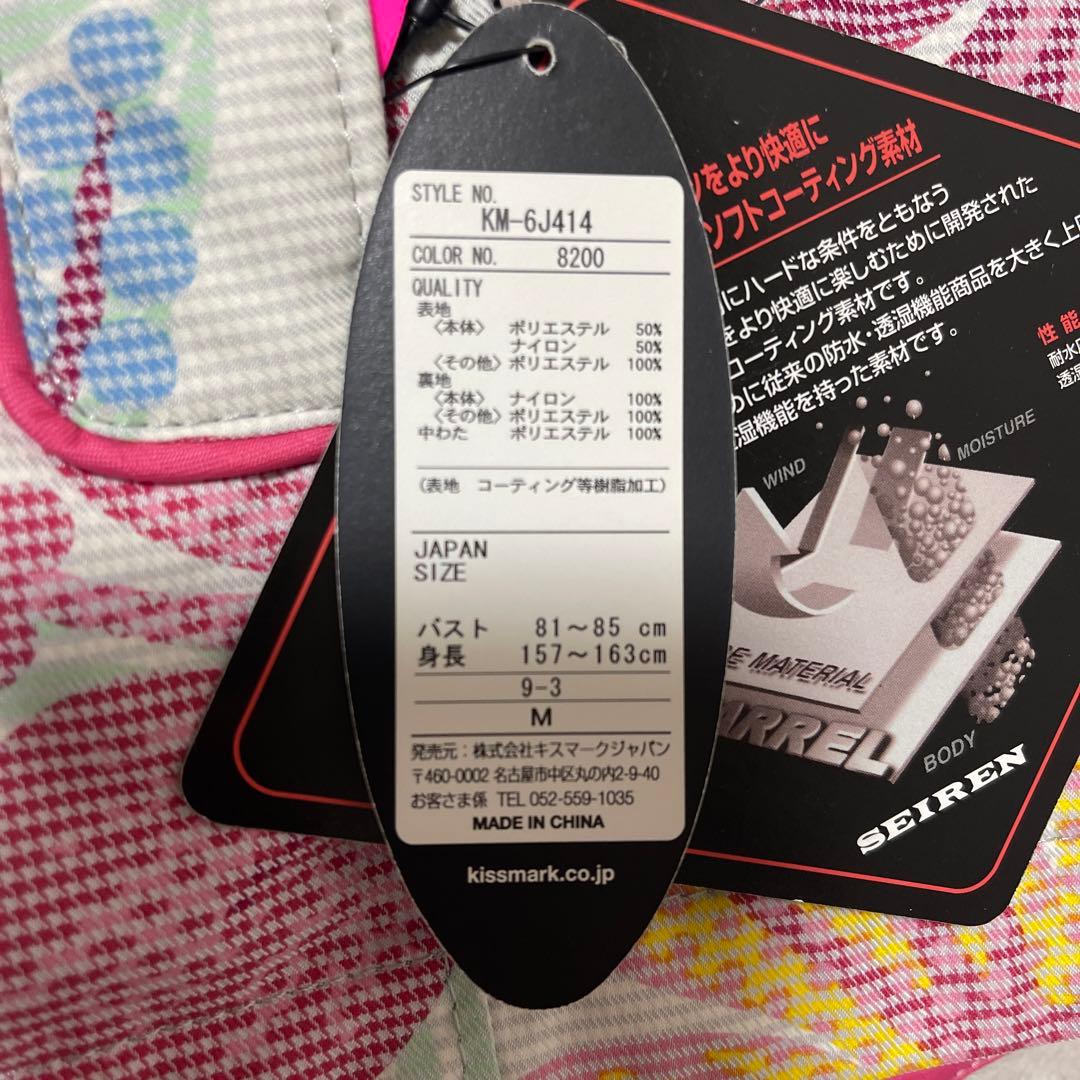 STYLE NO.
KM-6J414
COLOR NO. 8200
QUALITY
表地
〈本体〉 ポリエステル 50%
ナイロン 50%
〈その他〉ポリエステル 100%
裏地
〈本体〉 ナイロン 100%
〈その他〉ポリエステル 100%
中わた ポリエステル 100%
(表地 コーティング等樹脂加工)
JAPAN
SIZE
バスト 81～85 cm
身長 157～163cm
9-3
M
発売元：株式会社キスマークジャパン
〒460-0002 名古屋市中区丸の内2-9-40
お客さま係 TEL 052-559-1035
MADE IN CHINA
kissmark.co.jp
をより快適に
ソフトコーティング素材
にハードな条件をともなう
をより快適に楽しむために開発された
コーティング素材です。
に従来の防水・透湿機能商品を大きく上
湿機能を持った素材です。
性能
耐水
透湿
WIND
MOISTURE
MATERIAL
RREL
BODY
SEIREN